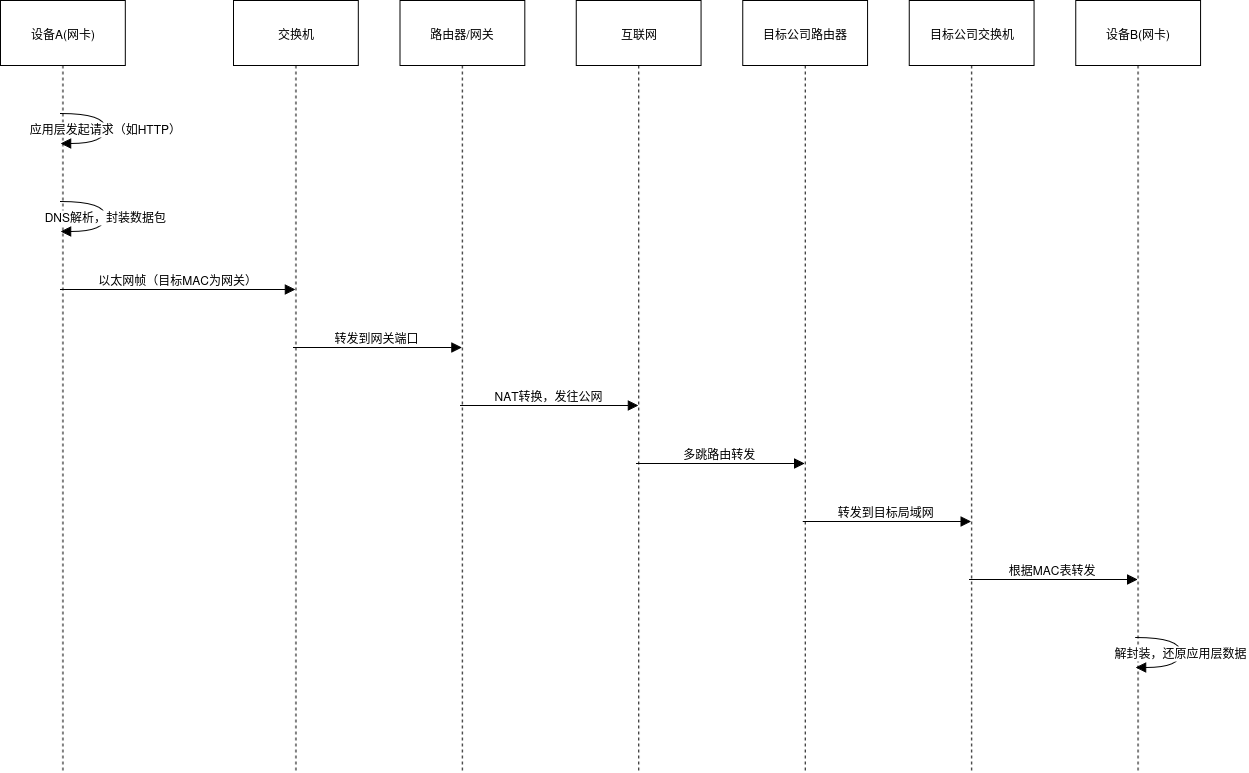 设备A(网卡)
交换机
路由器/网关
互联网
目标公司路由器
目标公司交换机
设备B(网卡)
应用层发起请求（如HTTP）
DNS解析，封装数据包
以太网帧（目标MAC为网关）
转发到网关端口
NAT转换，发往公网
多跳路由转发
转发到目标局域网
根据MAC表转发
解封装，还原应用层数据